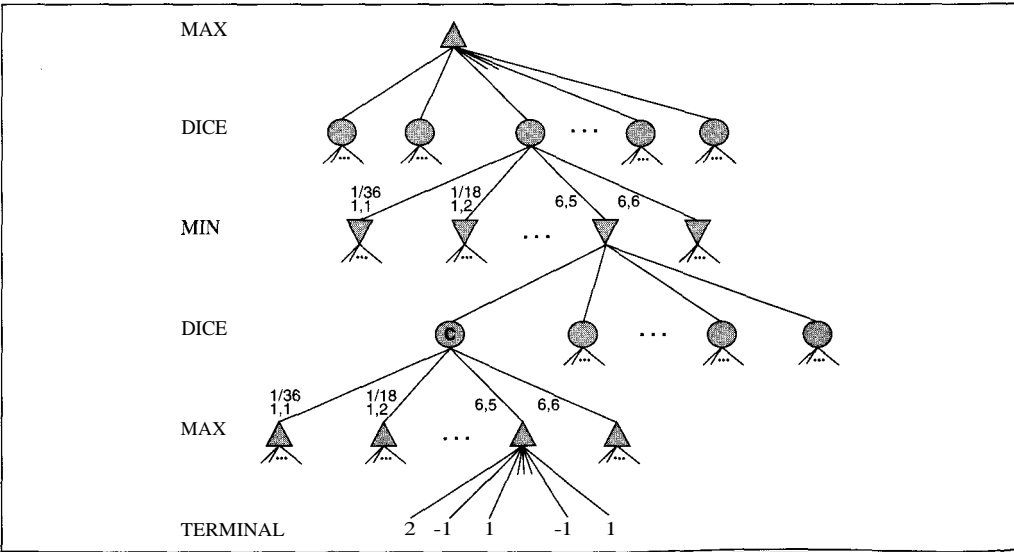 MAX
DICE
...
1/36 1/18
1,1 1,2 6,5 6,6
MIN
...
DICE
C
...
1/36 1/18
1,1 1,2 6,5 6,6
MAX
...
TERMINAL 2 -1 1 -1 1